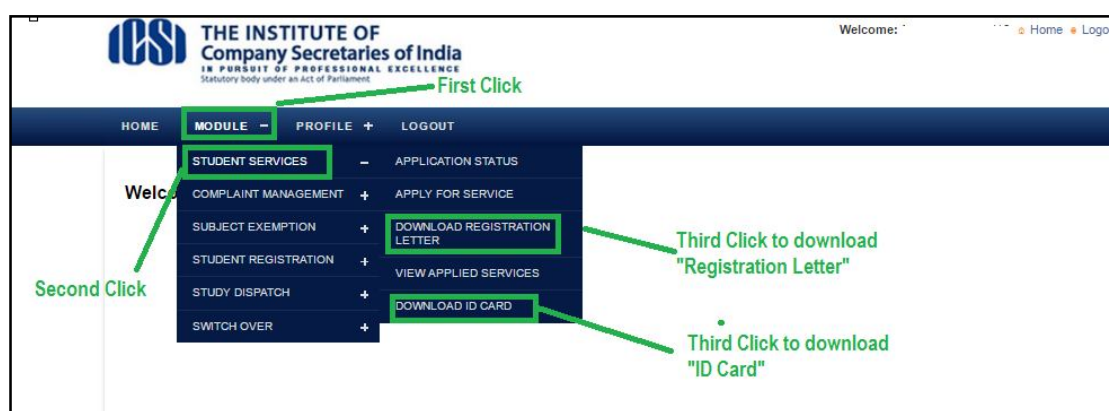 THE INSTITUTE OF
Company Secretaries of India
IN PURSUIT OF PROFESSIONAL EXCELLENCE
Statutory body under an Act of Parliament
Welcome:
Home Logo
First Click
HOME MODULE – PROFILE + LOGOUT
STUDENT SERVICES – APPLICATION STATUS
Welco
COMPLAINT MANAGEMENT + APPLY FOR SERVICE
SUBJECT EXEMPTION + DOWNLOAD REGISTRATION
LETTER
Third Click to download
"Registration Letter"
STUDENT REGISTRATION +
VIEW APPLIED SERVICES
Second Click
STUDY DISPATCH +
DOWNLOAD ID CARD
SWITCH OVER +
Third Click to download
"ID Card"